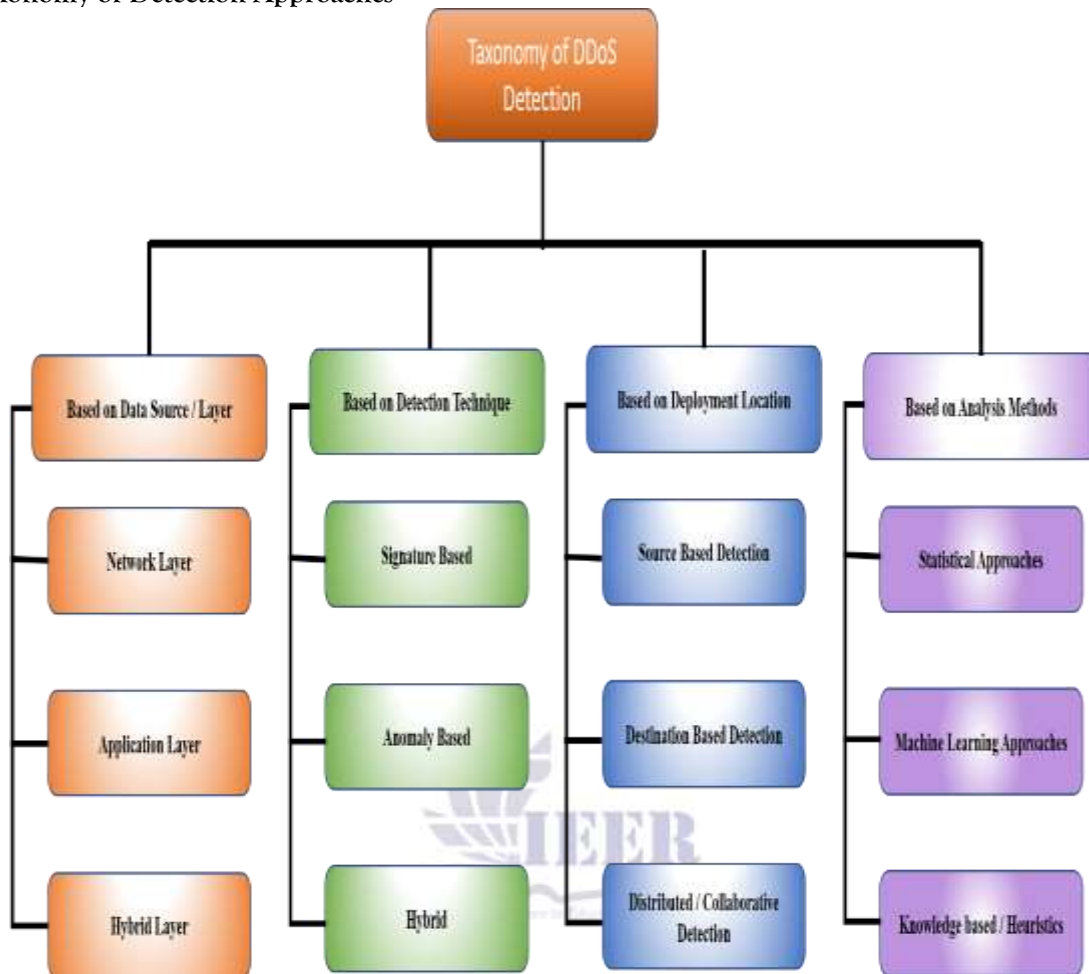 Taxonomy of Detection Approaches
Taxonomy of DDoS
Detection
Based on Data Source / Layer
Network Layer
Application Layer
Hybrid Layer
Based on Detection Technique
Signature Based
Anomaly Based
Hybrid
Based on Deployment Location
Source Based Detection
Destination Based Detection
Distributed / Collaborative
Detection
Based on Analysis Methods
Statistical Approaches
Machine Learning Approaches
Knowledge based / Heuristics
IEER